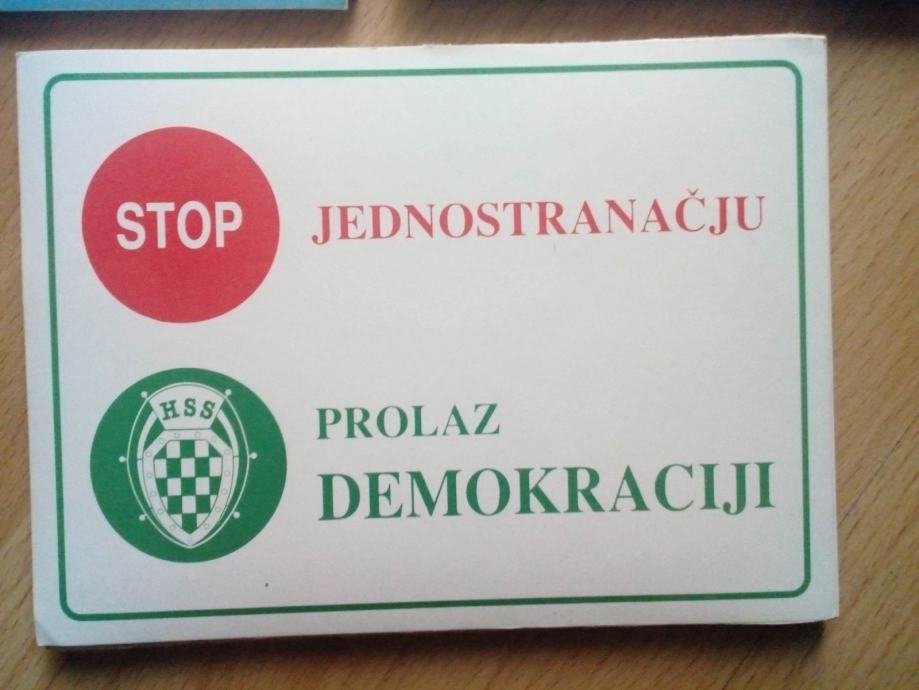 STOP
JEDNOSTRANAČJU
HSS
PROLAZ
DEMOKRACIJI